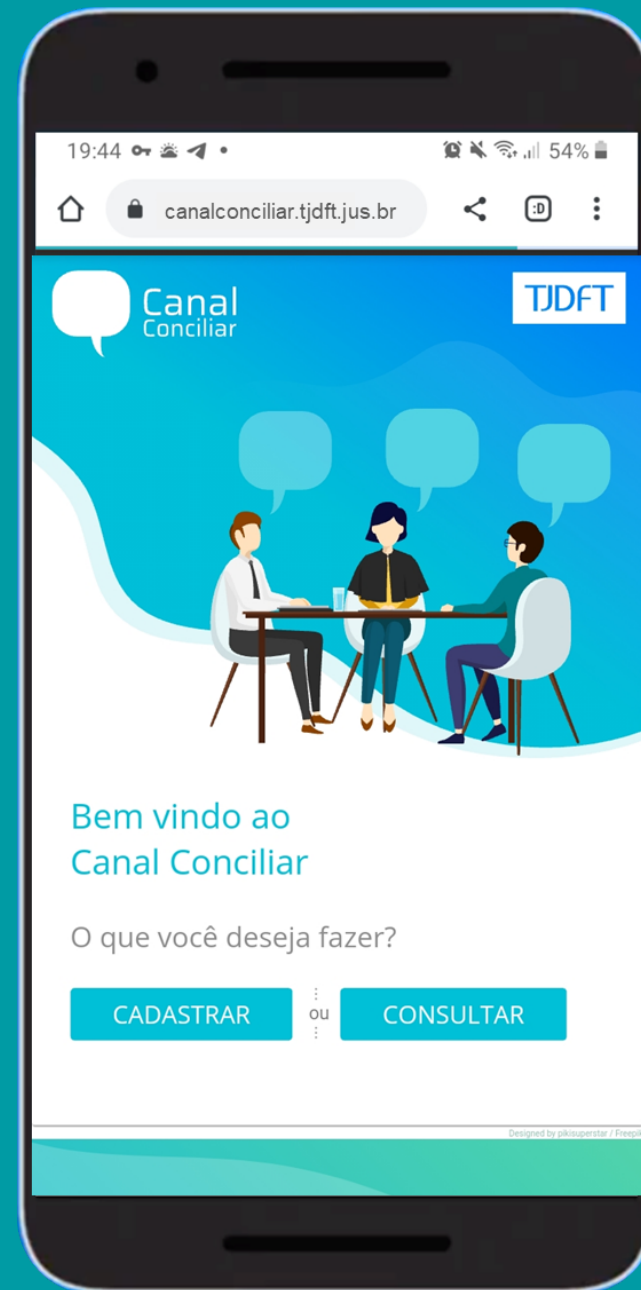 19:44
54%
canalconciliar.tjdft.jus.br
:D
Canal
Conciliar
TJDFT
Bem vindo ao
Canal Conciliar
O que você deseja fazer?
CADASTRAR
ou
CONSULTAR
Designed by pikisuperstar / Freepik